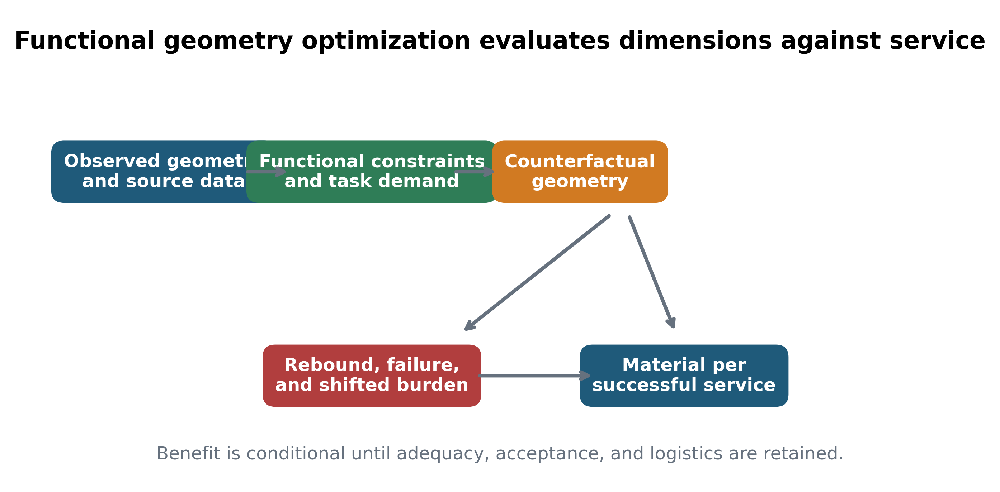 Functional geometry optimization evaluates dimensions against service
Observed geometr
and source data
Functional constraints
and task demand
Counterfactual
geometry
Rebound, failure,
and shifted burden
Material per
successful service
Benefit is conditional until adequacy, acceptance, and logistics are retained.